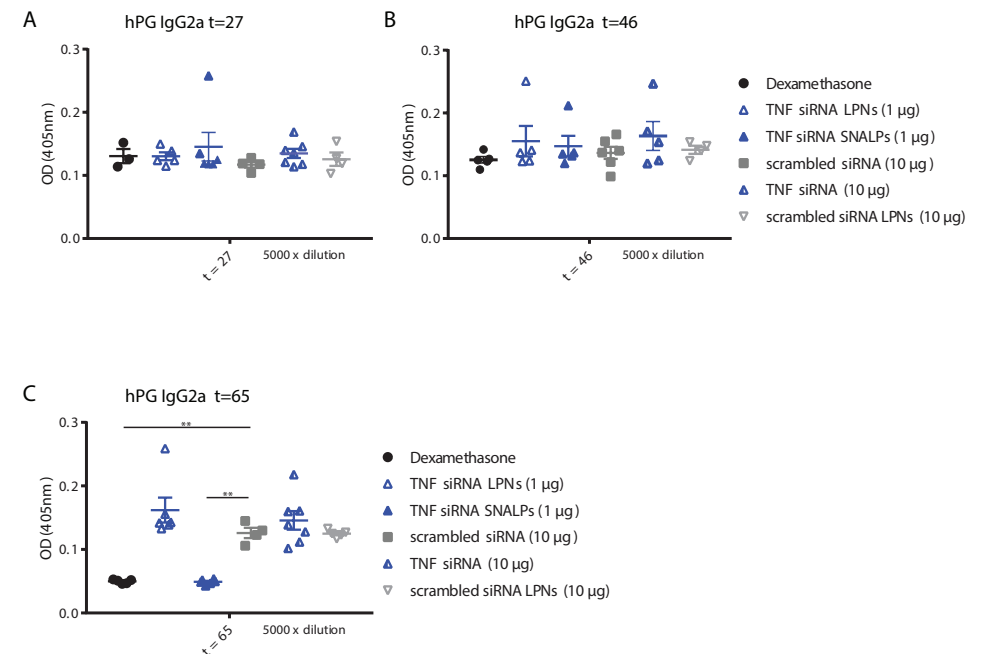 A
hPG IgG2a t=27
OD (405nm)
0.3
0.2
0.1
0.0
t = 27
5000 x dilution
B
hPG IgG2a t=46
OD (405nm)
0.3
0.2
0.1
0.0
t = 46
5000 x dilution
Dexamethasone
TNF siRNA LPNs (1 µg)
TNF siRNA SNALPs (1 µg)
scrambled siRNA (10 µg)
TNF siRNA (10 µg)
scrambled siRNA LPNs (10 µg)
C
hPG IgG2a t=65
OD (405nm)
0.3
0.2
0.1
0.0
**
**
t = 65
5000 x dilution
Dexamethasone
TNF siRNA LPNs (1 µg)
TNF siRNA SNALPs (1 µg)
scrambled siRNA (10 µg)
TNF siRNA (10 µg)
scrambled siRNA LPNs (10 µg)